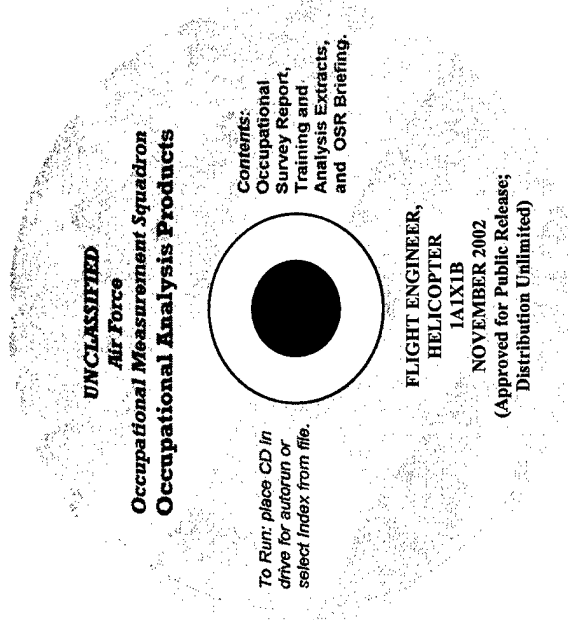 UNCLASSIFIED
Air Force
Occupational Measurement Squadron
Occupational Analysis Products
To Run: place CD in
drive for autorun or
select Index from file.
Contents:
Occupational
Survey Report,
Training and
Analysis Extracts,
and OSR Briefing.
FLIGHT ENGINEER,
HELICOPTER
1A1X1B
NOVEMBER 2002
(Approved for Public Release;
Distribution Unlimited)